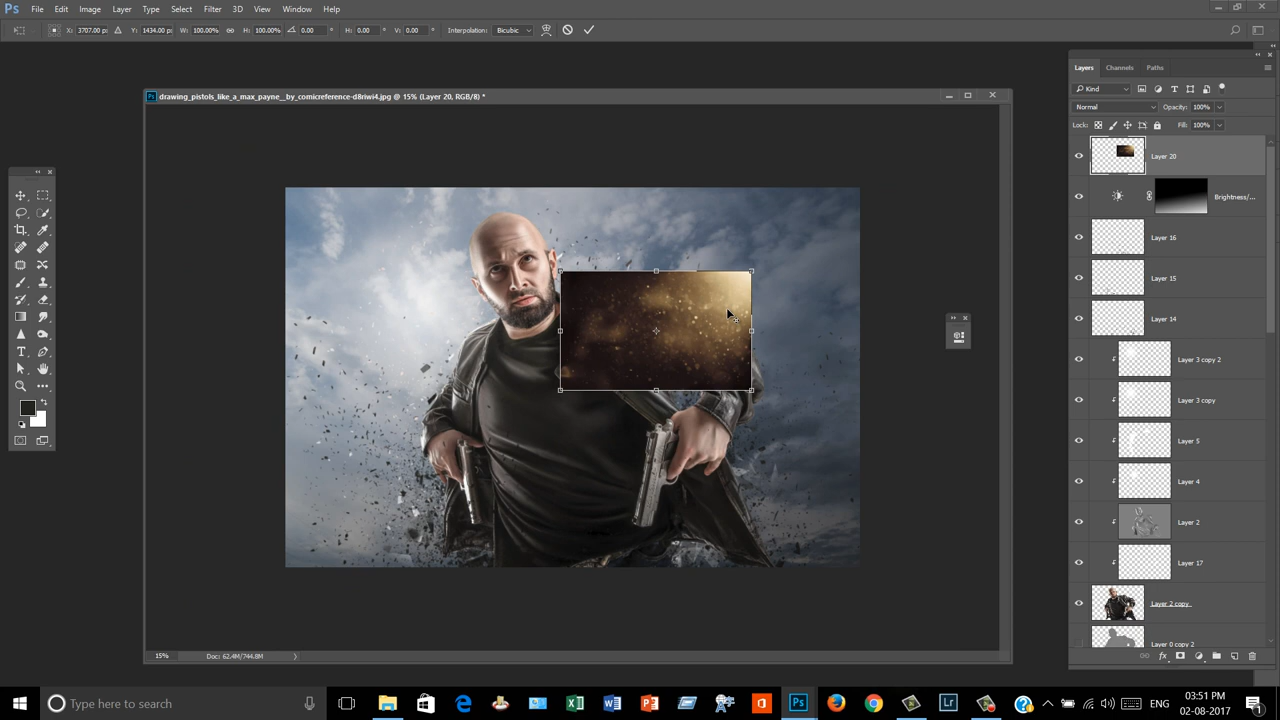 Ps File Edit Image Layer Type Select Filter 3D View Window Help
X: 3707.00 px Y: 1434.00 px W: 100.00% H: 100.00% 0.00 ° H: 0.00 ° V: 0.00 ° Interpolation: Bicubic
drawing_pistols_like_a_max_payne__by_comicreference-d8riwi4.jpg @ 15% (Layer 20, RGB/8) *
Layers Channels Paths
Kind
Normal Opacity: 100%
Lock: Fill: 100%
Layer 20
Brightness/...
Layer 16
Layer 15
Layer 14
Layer 3 copy 2
Layer 3 copy
Layer 5
Layer 4
Layer 2
Layer 17
Layer 2 copy
Layer 0 copy 2
15% Doc: 62.4M/744.8M
Type here to search
ENG
03:51 PM
02-08-2017